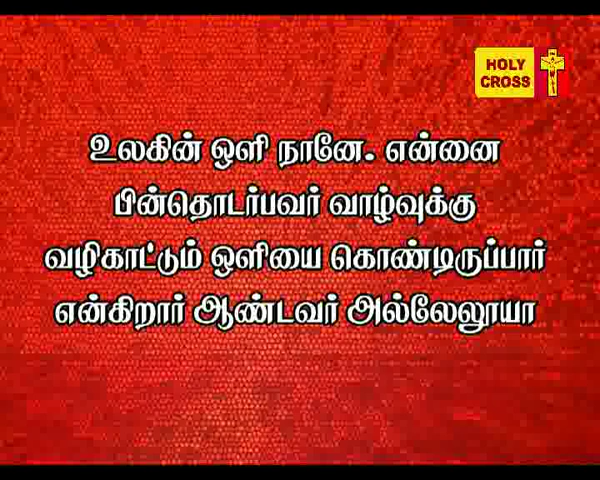 HOLY
CROSS
உலகின் ஒளி நானே. என்னை
பின்தொடர்பவர் வாழ்வுக்கு
வழிகாட்டும் ஒளியை கொண்டிருப்பார்
என்கிறார் ஆண்டவர் அல்லேலூயா